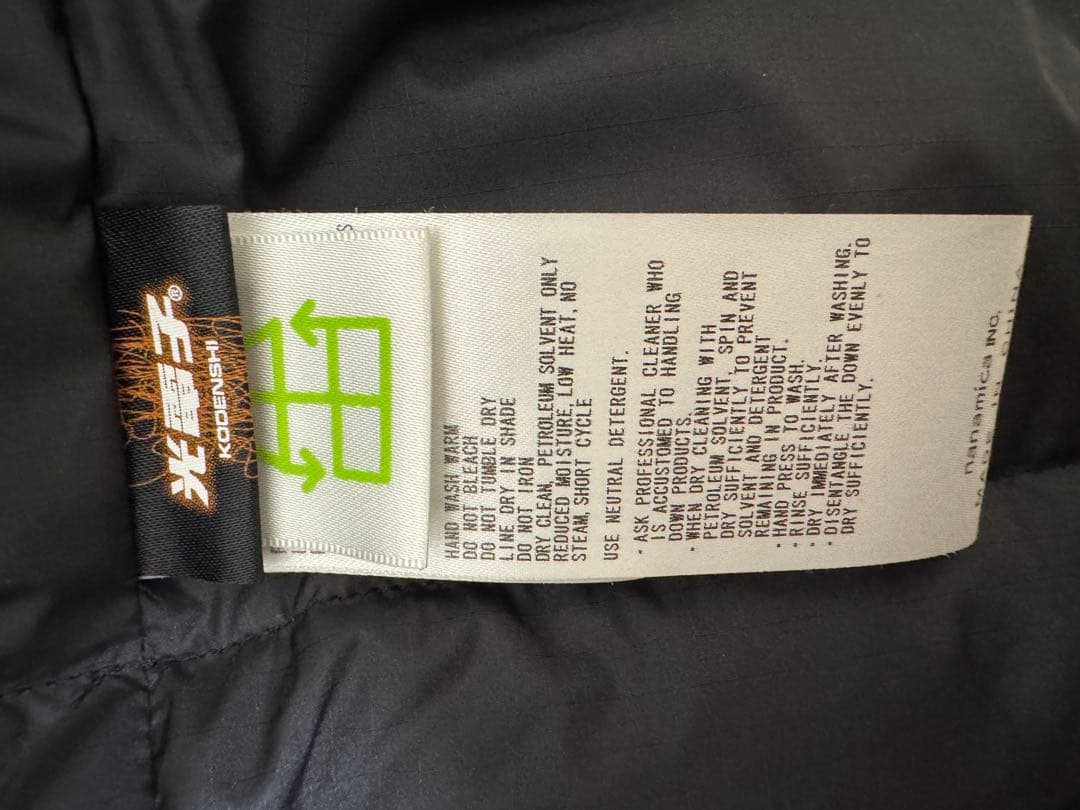 光電子®
KODENSHI
S
HAND WASH WARM
DO NOT BLEACH
DO NOT TUMBLE DRY
LINE DRY IN SHADE
DO NOT IRON
DRY CLEAN, PETROLEUM SOLVENT ONLY
REDUCED MOISTURE, LOW HEAT, NO
STEAM, SHORT CYCLE
USE NEUTRAL DETERGENT.
· ASK PROFESSIONAL CLEANER WHO
IS ACCUSTOMED TO HANDLING
DOWN PRODUCTS.
· WHEN DRY CLEANING WITH
PETROLEUM SOLVENT, SPIN AND
DRY SUFFICIENTLY TO PREVENT
SOLVENT AND DETERGENT
REMAINING IN PRODUCT.
· HAND PRESS TO WASH.
· RINSE SUFFICIENTLY.
· DRY IMMEDIATELY AFTER WASHING.
· DISENTANGLE THE DOWN EVENLY TO
DRY SUFFICIENTLY.
nanamica INC.
MADE IN CHINA